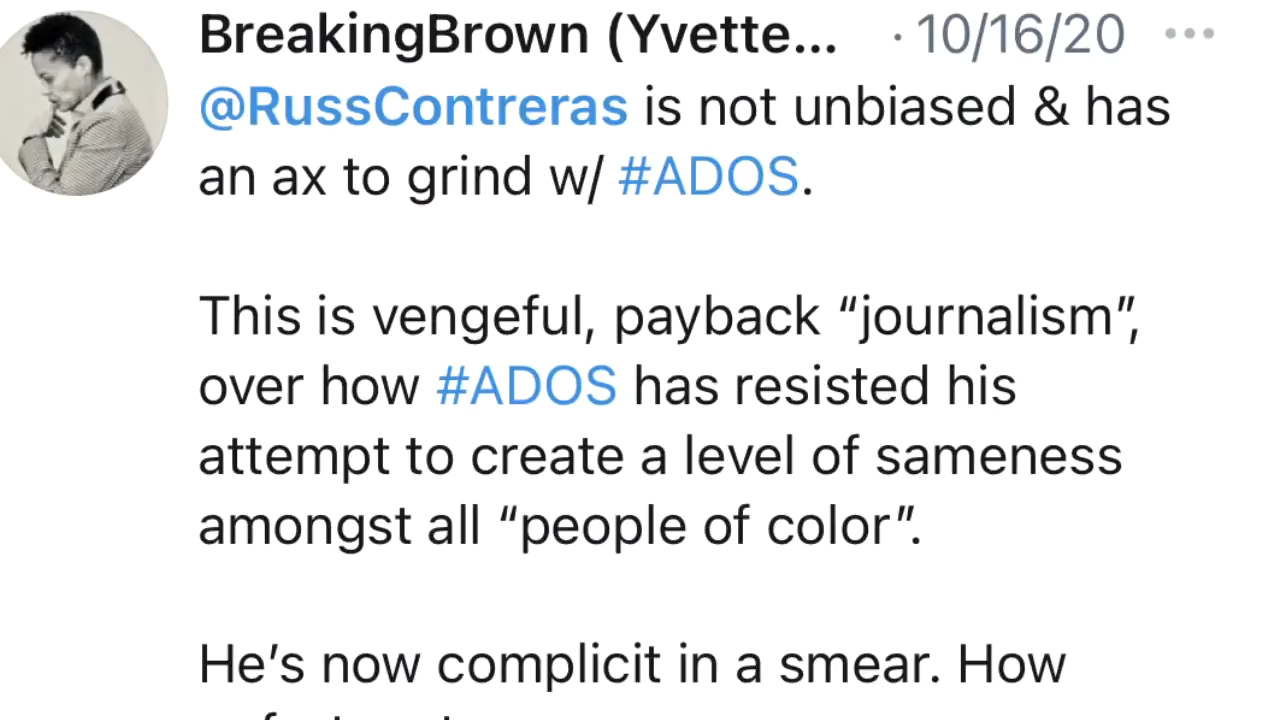 BreakingBrown (Yvette... · 10/16/20 •••
@RussContreras is not unbiased & has
an ax to grind w/ #ADOS.
This is vengeful, payback “journalism”,
over how #ADOS has resisted his
attempt to create a level of sameness
amongst all “people of color”.
He’s now complicit in a smear. How